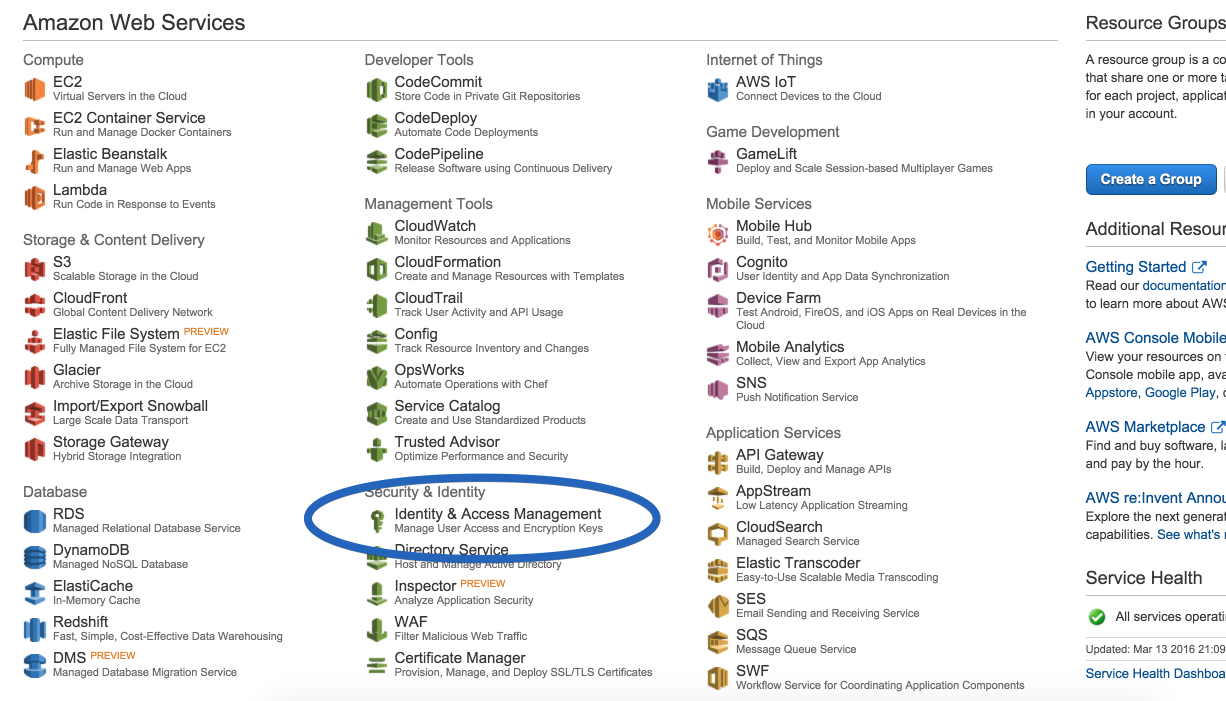 Amazon Web Services
Compute
EC2
Virtual Servers in the Cloud
EC2 Container Service
Run and Manage Docker Containers
Elastic Beanstalk
Run and Manage Web Apps
Lambda
Run Code in Response to Events
Storage & Content Delivery
S3
Scalable Storage in the Cloud
CloudFront
Global Content Delivery Network
Elastic File System PREVIEW
Fully Managed File System for EC2
Glacier
Archive Storage in the Cloud
Import/Export Snowball
Large Scale Data Transport
Storage Gateway
Hybrid Storage Integration
Database
RDS
Managed Relational Database Service
DynamoDB
Managed NoSQL Database
ElastiCache
In-Memory Cache
Redshift
Fast, Simple, Cost-Effective Data Warehousing
DMS PREVIEW
Managed Database Migration Service
Developer Tools
CodeCommit
Store Code in Private Git Repositories
CodeDeploy
Automate Code Deployments
CodePipeline
Release Software using Continuous Delivery
Management Tools
CloudWatch
Monitor Resources and Applications
CloudFormation
Create and Manage Resources with Templates
CloudTrail
Track User Activity and API Usage
Config
Track Resource Inventory and Changes
OpsWorks
Automate Operations with Chef
Service Catalog
Create and Use Standardized Products
Trusted Advisor
Optimize Performance and Security
Security & Identity
Identity & Access Management
Manage User Access and Encryption Keys
Directory Service
Host and Manage Active Directory
Inspector PREVIEW
Analyze Application Security
WAF
Filter Malicious Web Traffic
Certificate Manager
Provision, Manage, and Deploy SSL/TLS Certificates
Internet of Things
AWS IoT
Connect Devices to the Cloud
Game Development
GameLift
Deploy and Scale Session-based Multiplayer Games
Mobile Services
Mobile Hub
Build, Test, and Monitor Mobile Apps
Cognito
User Identity and App Data Synchronization
Device Farm
Test Android, FireOS, and iOS Apps on Real Devices in the
Cloud
Mobile Analytics
Collect, View and Export App Analytics
SNS
Push Notification Service
Application Services
API Gateway
Build, Deploy and Manage APIs
AppStream
Low Latency Application Streaming
CloudSearch
Managed Search Service
Elastic Transcoder
Easy-to-Use Scalable Media Transcoding
SES
Email Sending and Receiving Service
SQS
Message Queue Service
SWF
Workflow Service for Coordinating Application Components
Resource Groups
A resource group is a co
that share one or more ta
for each project, applicat
in your account.
Create a Group
Additional Resour
Getting Started
Read our documentation
to learn more about AWS
AWS Console Mobile
View your resources on
Console mobile app, ava
Appstore, Google Play,
AWS Marketplace
Find and buy software, la
and pay by the hour.
AWS re:Invent Annou
Explore the next generat
capabilities. See what's
Service Health
All services operati
Updated: Mar 13 2016 21:09
Service Health Dashboa